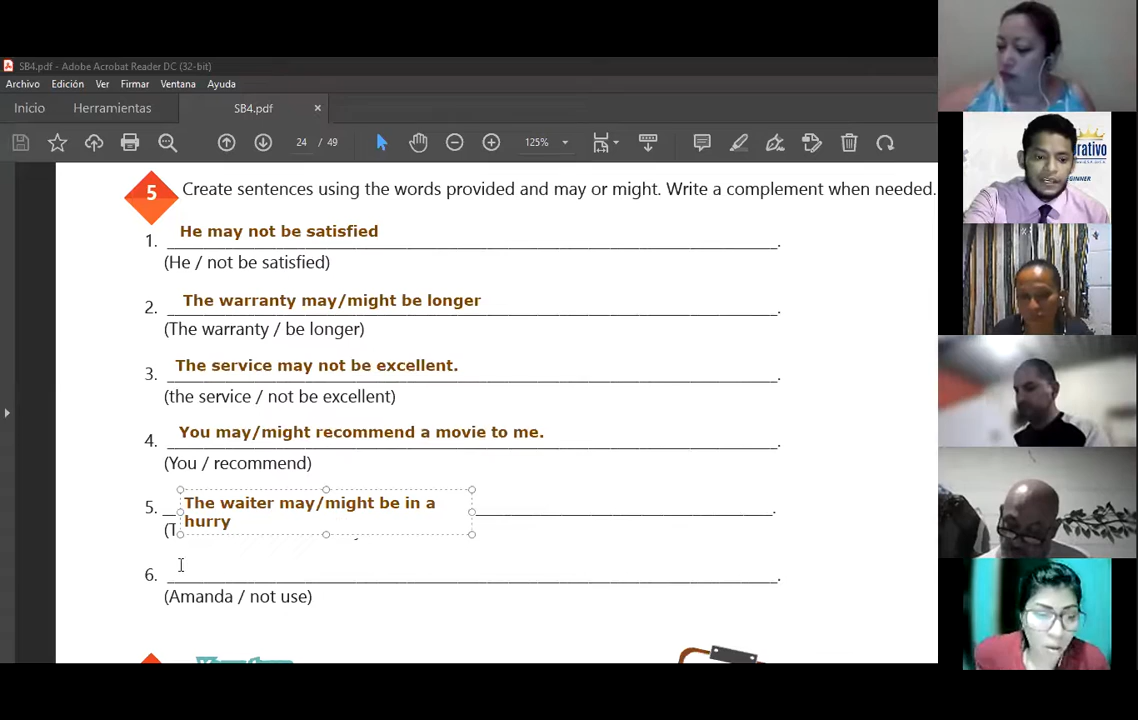 SB4.pdf - Adobe Acrobat Reader DC (32-bit)
Archivo Edición Ver Firmar Ventana Ayuda
Inicio Herramientas SB4.pdf ×
24 / 49 125%
5 Create sentences using the words provided and may or might. Write a complement when needed.
He may not be satisfied
1. .
(He / not be satisfied)
The warranty may/might be longer
2. .
(The warranty / be longer)
The service may not be excellent.
3. .
(the service / not be excellent)
You may/might recommend a movie to me.
4. .
(You / recommend)
The waiter may/might be in a
5. .
hurry
6. .
(Amanda / not use)
rativo
GINNER